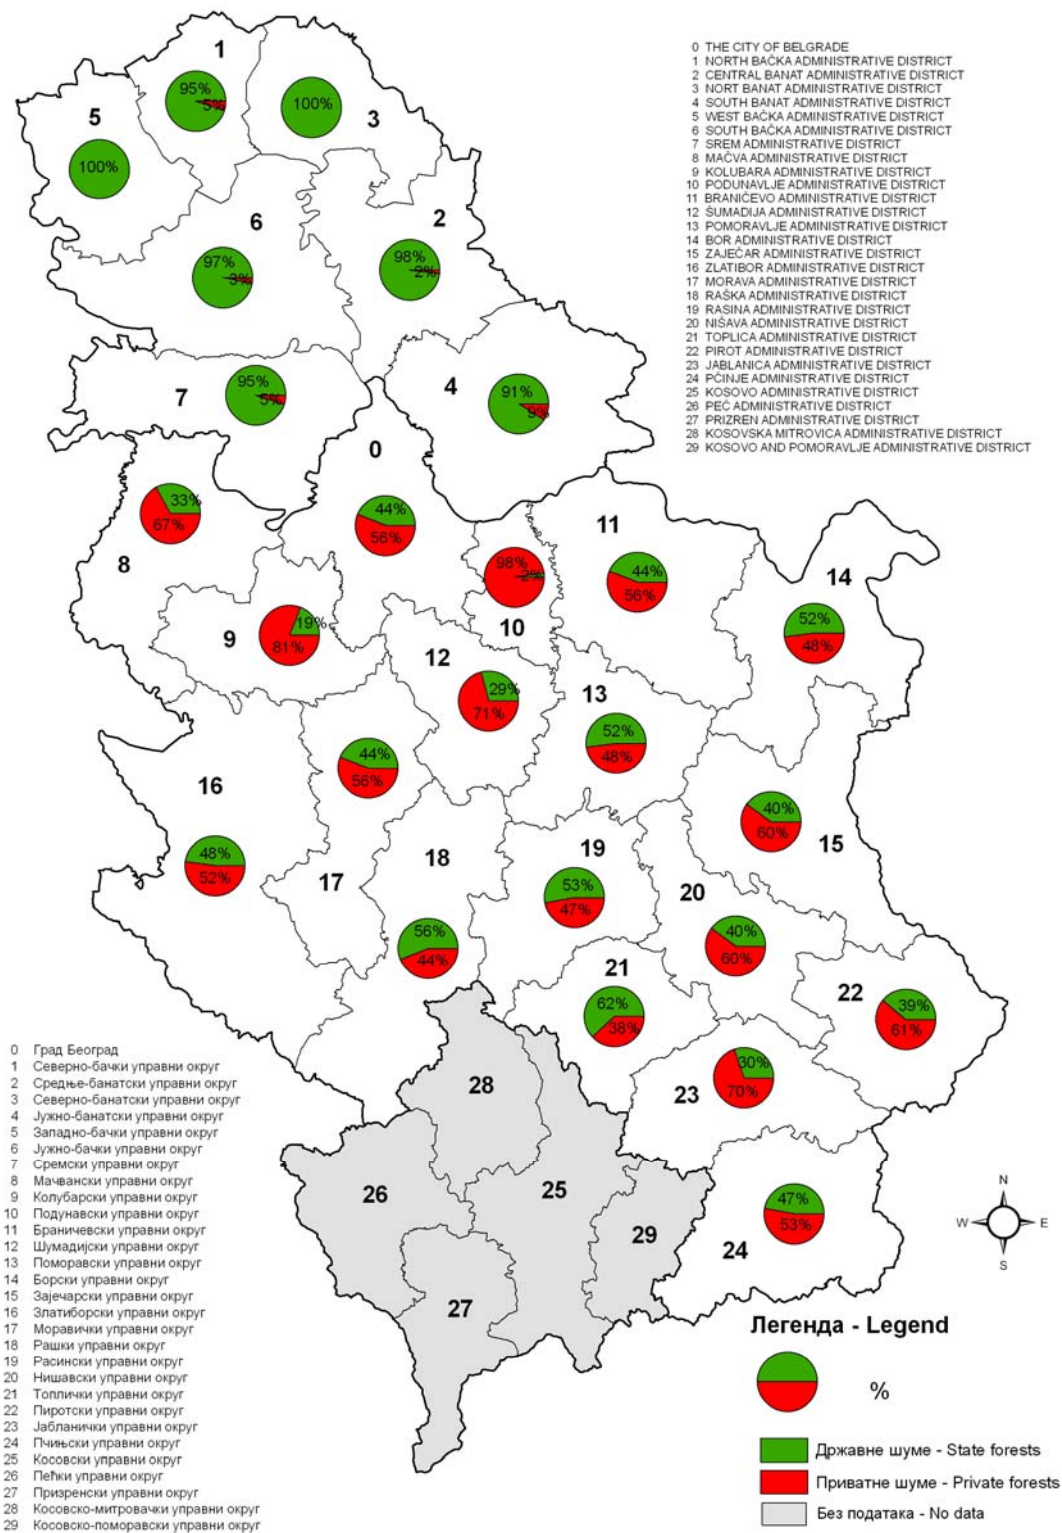 0 THE CITY OF BELGRADE
1 NORTH BAČKA ADMINISTRATIVE DISTRICT
2 CENTRAL BANAT ADMINISTRATIVE DISTRICT
3 NORT BANAT ADMINISTRATIVE DISTRICT
4 SOUTH BANAT ADMINISTRATIVE DISTRICT
5 WEST BAČKA ADMINISTRATIVE DISTRICT
6 SOUTH BAČKA ADMINISTRATIVE DISTRICT
7 SREM ADMINISTRATIVE DISTRICT
8 MAČVA ADMINISTRATIVE DISTRICT
9 KOLUBARA ADMINISTRATIVE DISTRICT
10 PODUNAVLJE ADMINISTRATIVE DISTRICT
11 BRANIČEVO ADMINISTRATIVE DISTRICT
12 ŠUMADIJA ADMINISTRATIVE DISTRICT
13 POMORAVLJE ADMINISTRATIVE DISTRICT
14 BOR ADMINISTRATIVE DISTRICT
15 ZAJEČAR ADMINISTRATIVE DISTRICT
16 ZLATIBOR ADMINISTRATIVE DISTRICT
17 MORAVA ADMINISTRATIVE DISTRICT
18 RAŠKA ADMINISTRATIVE DISTRICT
19 RASINA ADMINISTRATIVE DISTRICT
20 NIŠAVA ADMINISTRATIVE DISTRICT
21 TOPLICA ADMINISTRATIVE DISTRICT
22 PIROT ADMINISTRATIVE DISTRICT
23 JABLANICA ADMINISTRATIVE DISTRICT
24 PČINJE ADMINISTRATIVE DISTRICT
25 KOSOVO ADMINISTRATIVE DISTRICT
26 PEĆ ADMINISTRATIVE DISTRICT
27 PRIZREN ADMINISTRATIVE DISTRICT
28 KOSOVSKA MITROVICA ADMINISTRATIVE DISTRICT
29 KOSOVO AND POMORAVLJE ADMINISTRATIVE DISTRICT
1
95%
5%
3
100%
5
100%
6
97%
3%
2
98%
2%
7
95%
5%
4
91%
9%
0
44%
56%
8
33%
67%
9
19%
81%
10
98%
2%
11
44%
56%
14
52%
48%
12
29%
71%
13
52%
48%
16
48%
52%
17
44%
56%
18
56%
44%
19
53%
47%
15
40%
60%
20
40%
60%
21
62%
38%
22
39%
61%
23
30%
70%
28
26
25
29
27
24
47%
53%
N
W
E
S
0 Град Београд
1 Северно-бачки управни округ
2 Средње-банатски управни округ
3 Северно-банатски управни округ
4 Јужно-банатски управни округ
5 Западно-бачки управни округ
6 Јужно-бачки управни округ
7 Сремски управни округ
8 Мачвански управни округ
9 Колубарски управни округ
10 Подунавски управни округ
11 Браничевски управни округ
12 Шумадијски управни округ
13 Поморавски управни округ
14 Борски управни округ
15 Зајечарски управни округ
16 Златиборски управни округ
17 Моравички управни округ
18 Рашки управни округ
19 Расински управни округ
20 Нишавски управни округ
21 Топлички управни округ
22 Пиротски управни округ
23 Јабланички управни округ
24 Пчињски управни округ
25 Косовски управни округ
26 Пећки управни округ
27 Призренски управни округ
28 Косовско-митровачки управни округ
29 Косовско-поморавски управни округ
Легенда - Legend
%
Државне шуме - State forests
Приватне шуме - Private forests
Без података - No data